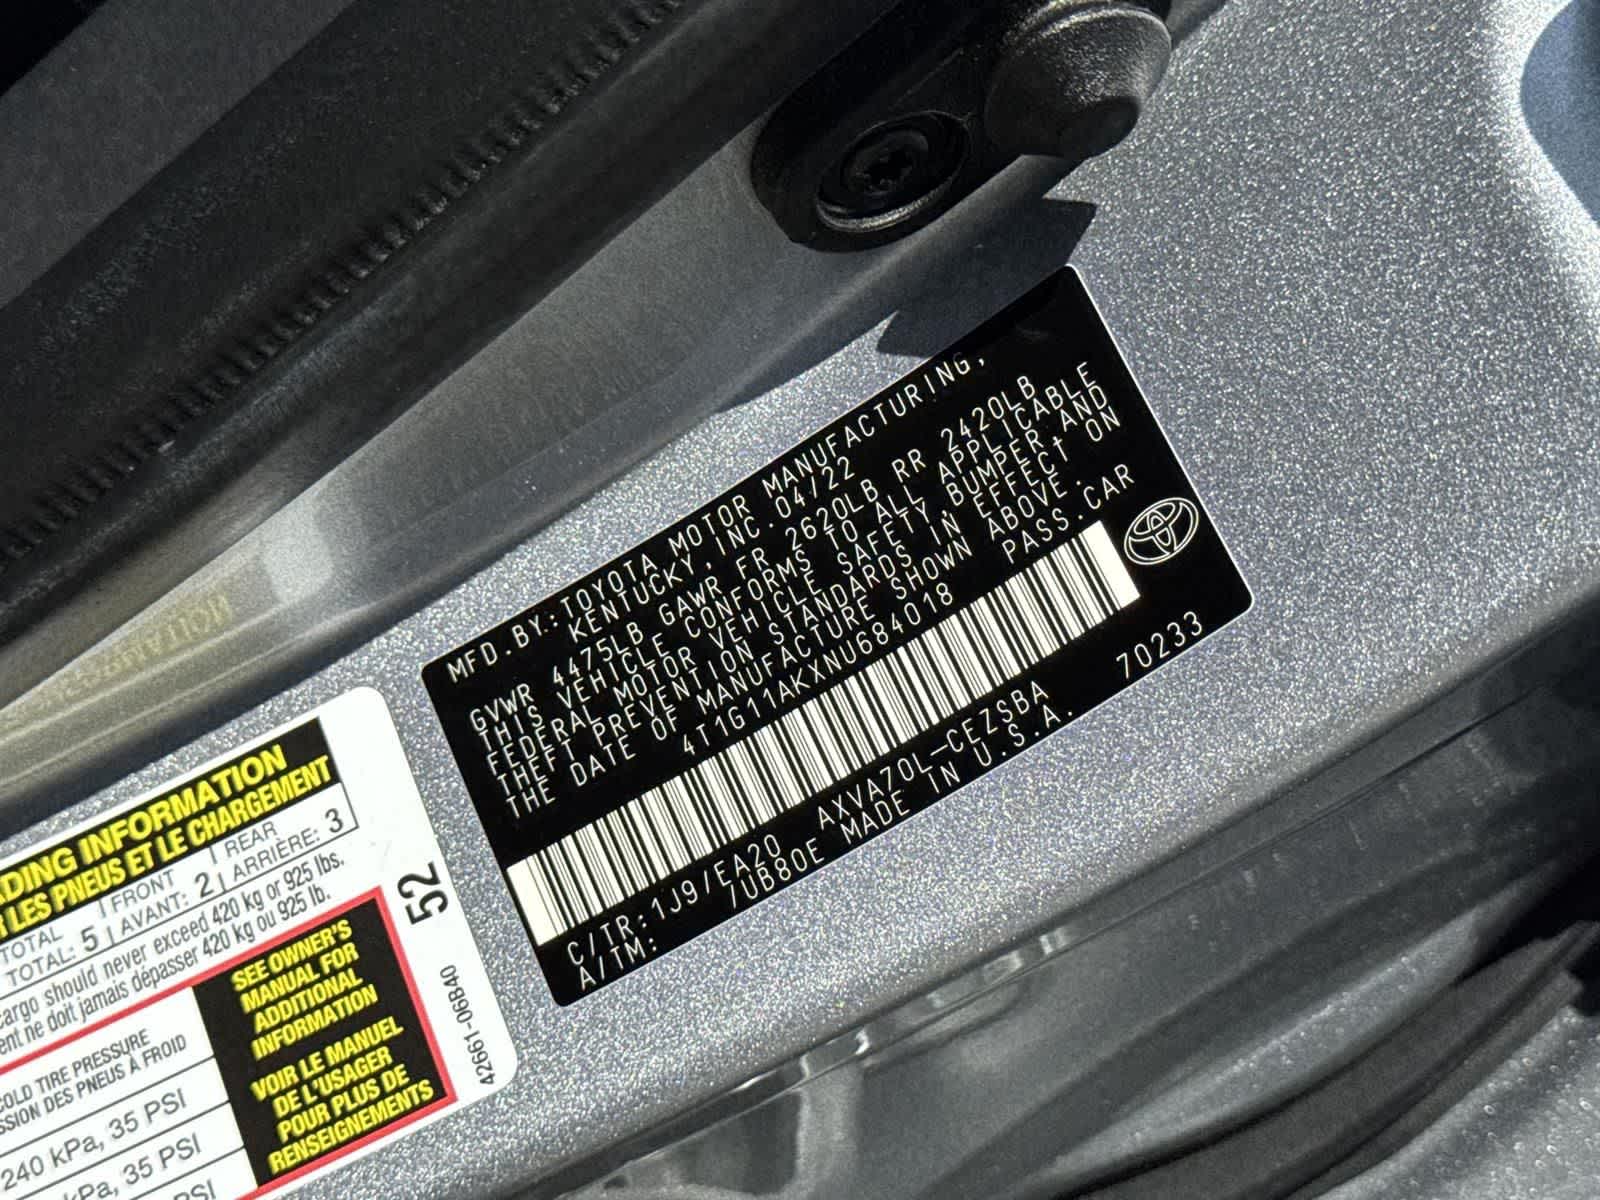 MFD.BY:TOYOTA MOTOR MANUFACTURING,
KENTUCKY, INC.04/22
GVWR 4475LB GAWR FR 2620LB RR 2420LB
THIS VEHICLE CONFORMS TO ALL APPLICABLE
FEDERAL MOTOR VEHICLE SAFETY, BUMPER AND
THEFT PREVENTION STANDARDS IN EFFECT ON
THE DATE OF MANUFACTURE SHOWN ABOVE.
4T1G11AKXNU684018 PASS.CAR
C/TR:1J9/EA20 AXVA70L-CEZSBA 70233
A/TM: /UB80E MADE IN U.S.A.
INFORMATION
LES PNEUS ET LE CHARGEMENT
TOTAL FRONT REAR
TOTAL: 5 AVANT: 2 ARRIÈRE: 3
cargo should never exceed 420 kg or 925 lbs.
ne doit jamais dépasser 420 kg ou 925 lb.
COLD TIRE PRESSURE
DES PNEUS À FROID
240 kPa, 35 PSI
kPa, 35 PSI
PSI
SEE OWNER'S
MANUAL FOR
ADDITIONAL
INFORMATION
VOIR LE MANUEL
DE L'USAGER
POUR PLUS DE
RENSEIGNEMENTS
52
42661-06B40